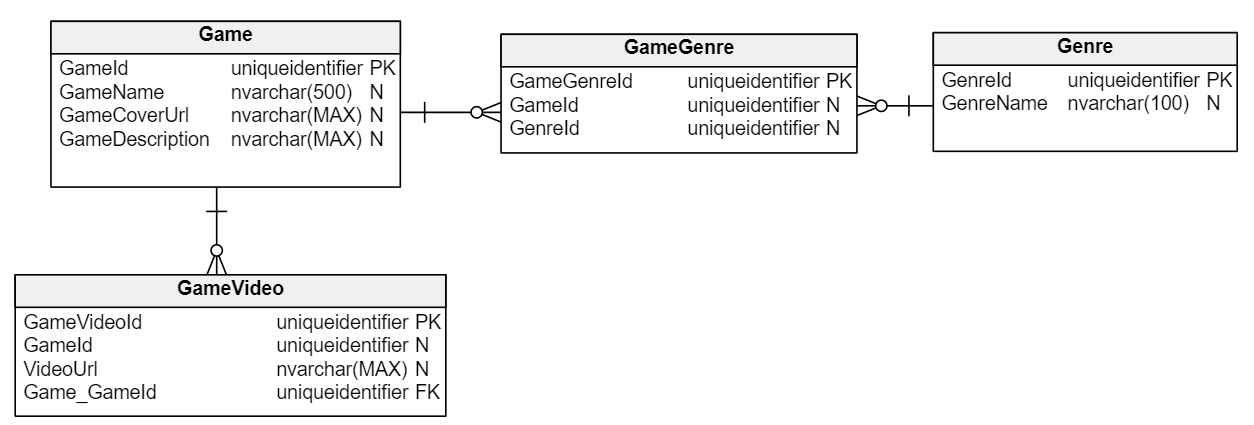 Game
GameId uniqueidentifier PK
GameName nvarchar(500) N
GameCoverUrl nvarchar(MAX) N
GameDescription nvarchar(MAX) N
GameGenre
GameGenreId uniqueidentifier PK
GameId uniqueidentifier N
GenreId uniqueidentifier N
Genre
GenreId uniqueidentifier PK
GenreName nvarchar(100) N
GameVideo
GameVideoId uniqueidentifier PK
GameId uniqueidentifier N
VideoUrl nvarchar(MAX) N
Game_GameId uniqueidentifier FK